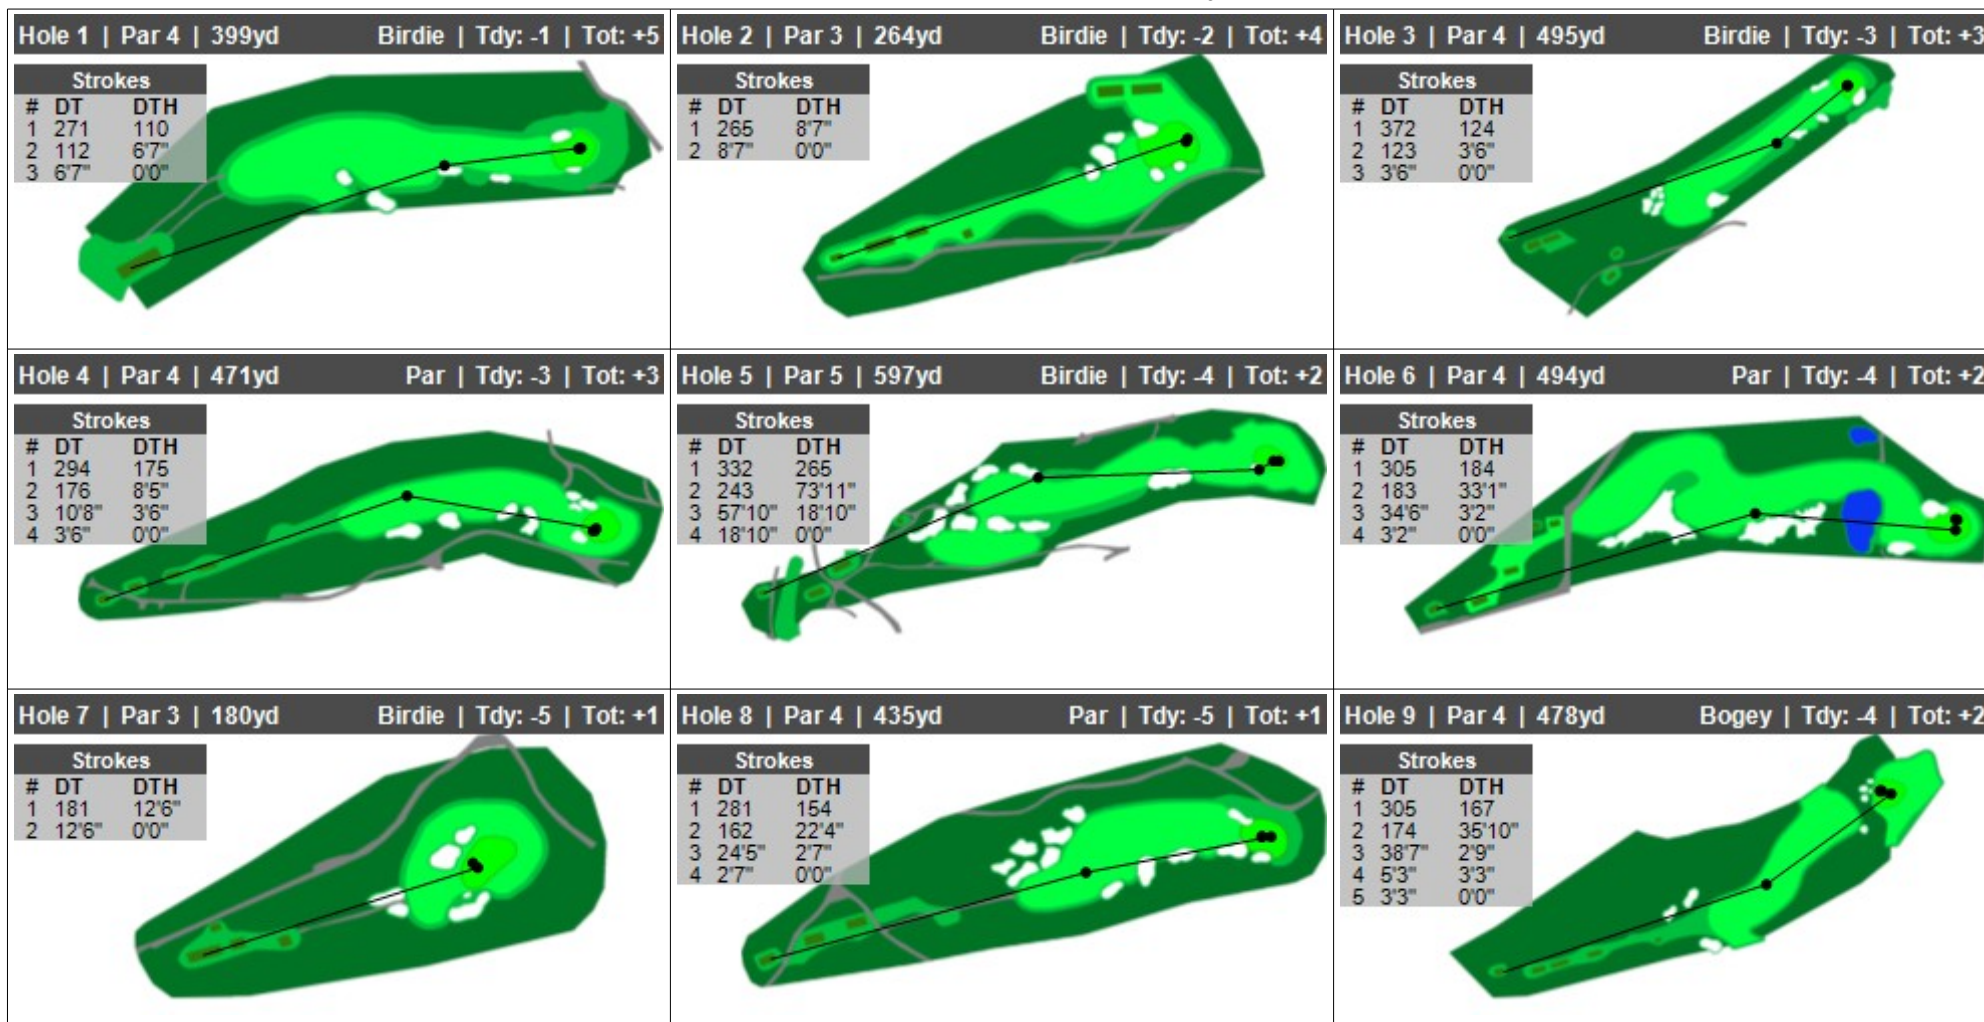 Hole 1 | Par 4 | 399yd Birdie | Tdy: -1 | Tot: +5
Strokes
# DT DTH
1 271 110
2 112 6'7"
3 6'7" 0'0"
Hole 2 | Par 3 | 264yd Birdie | Tdy: -2 | Tot: +4
Strokes
# DT DTH
1 265 8'7"
2 8'7" 0'0"
Hole 3 | Par 4 | 495yd Birdie | Tdy: -3 | Tot: +3
Strokes
# DT DTH
1 372 124
2 123 3'6"
3 3'6" 0'0"
Hole 4 | Par 4 | 471yd Par | Tdy: -3 | Tot: +3
Strokes
# DT DTH
1 294 175
2 176 8'5"
3 10'8" 3'6"
4 3'6" 0'0"
Hole 5 | Par 5 | 597yd Birdie | Tdy: -4 | Tot: +2
Strokes
# DT DTH
1 332 265
2 243 73'11"
3 57'10" 18'10"
4 18'10" 0'0"
Hole 6 | Par 4 | 494yd Par | Tdy: -4 | Tot: +2
Strokes
# DT DTH
1 305 184
2 183 33'1"
3 34'6" 3'2"
4 3'2" 0'0"
Hole 7 | Par 3 | 180yd Birdie | Tdy: -5 | Tot: +1
Strokes
# DT DTH
1 181 12'6"
2 12'6" 0'0"
Hole 8 | Par 4 | 435yd Par | Tdy: -5 | Tot: +1
Strokes
# DT DTH
1 281 154
2 162 22'4"
3 24'5" 2'7"
4 2'7" 0'0"
Hole 9 | Par 4 | 478yd Bogey | Tdy: -4 | Tot: +2
Strokes
# DT DTH
1 305 167
2 174 35'10"
3 38'7" 2'9"
4 5'3" 3'3"
5 3'3" 0'0"